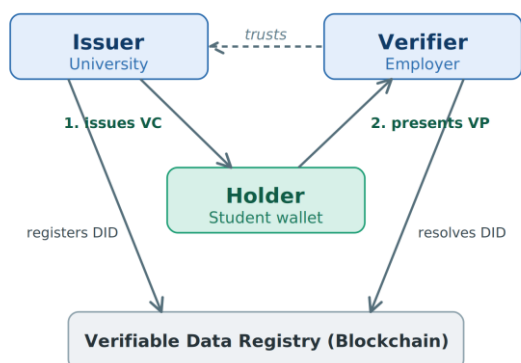 Issuer
University
trusts
Verifier
Employer
1. issues VC
2. presents VP
Holder
Student wallet
registers DID
resolves DID
Verifiable Data Registry (Blockchain)